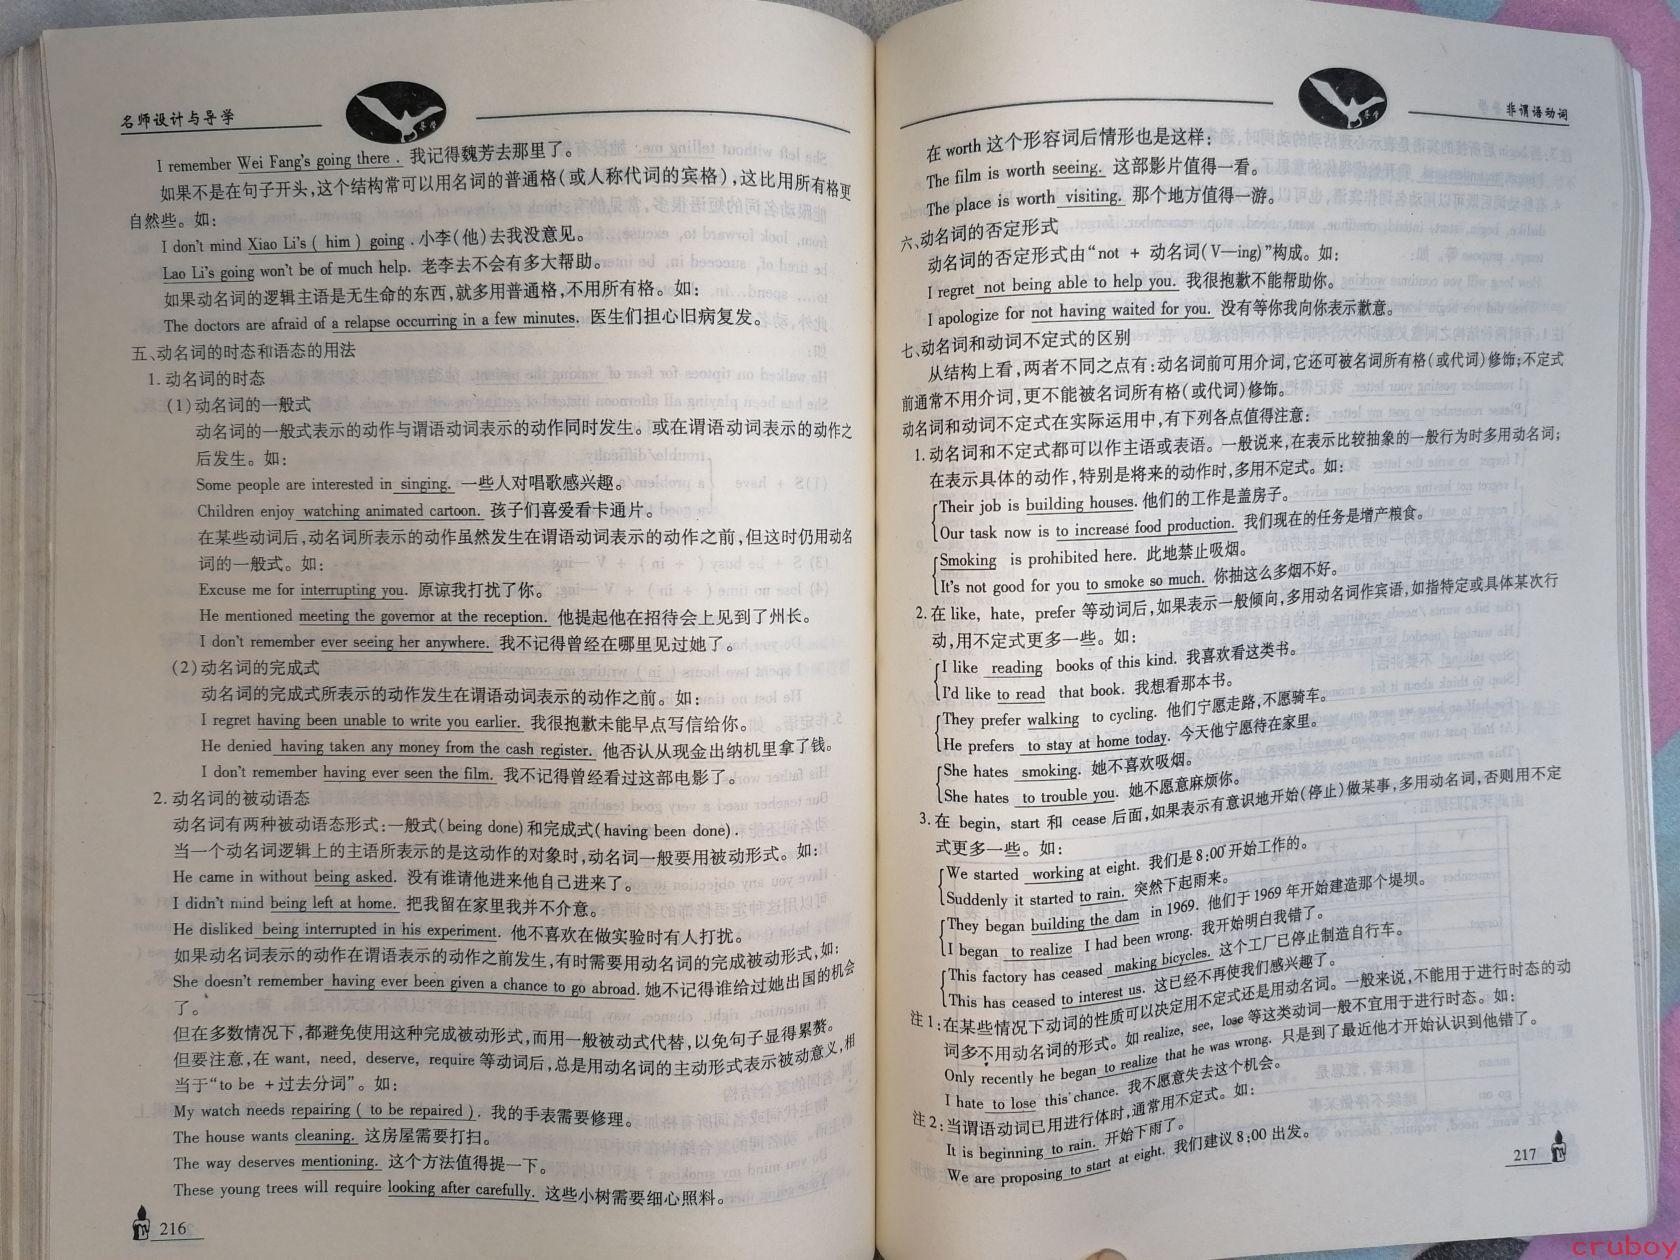 名师设计与导学
I remember Wei Fang's going there. 我记得魏芳去那里了。
如果不是在句子开头,这个结构常可以用名词的普通格(或人称代词的宾格),这比用所有格更
自然些。如:
I don't mind Xiao Li's ( him ) going . 小李(他)去我没意见。
Lao Li's going won't be of much help. 老李去不会有多大帮助。
如果动名词的逻辑主语是无生命的东西,就多用普通格,不用所有格。如:
The doctors are afraid of a relapse occurring in a few minutes. 医生们担心旧病复发。
五、动名词的时态和语态的用法
1. 动名词的时态
(1)动名词的一般式
动名词的一般式表示的动作与谓语动词表示的动作同时发生。或在谓语动词表示的动作之
后发生。如:
Some people are interested in singing. 一些人对唱歌感兴趣。
Children enjoy watching animated cartoon. 孩子们喜爱看卡通片。
在某些动词后,动名词所表示的动作虽然发生在谓语动词表示的动作之前,但这时仍用动名
词的一般式。如:
Excuse me for interrupting you. 原谅我打扰了你。
He mentioned meeting the governor at the reception. 他提起他在招待会上见到了州长。
I don't remember ever seeing her anywhere. 我不记得曾经在哪里见过她了。
(2)动名词的完成式
动名词的完成式所表示的动作发生在谓语动词表示的动作之前。如:
I regret having been unable to write you earlier. 我很抱歉未能早点写信给你。
He denied having taken any money from the cash register. 他否认从现金出纳机里拿了钱。
I don't remember having ever seen the film. 我不记得曾经看过这部电影了。
2. 动名词的被动语态
动名词有两种被动语态形式:一般式(being done)和完成式(having been done).
当一个动名词逻辑上的主语所表示的是这动作的对象时,动名词一般要用被动形式。如:
He came in without being asked. 没有谁请他进来他自己进来了。
I didn't mind being left at home. 把我留在家里我并不介意。
He disliked being interrupted in his experiment. 他不喜欢在做实验时有人打扰。
如果动名词表示的动作在谓语表示的动作之前发生,有时需要用动名词的完成被动形式,如:
She doesn't remember having ever been given a chance to go abroad. 她不记得谁给过她出国的机会
了。
但在多数情况下,都避免使用这种完成被动形式,而用一般被动式代替,以免句子显得累赘。
但要注意,在 want, need, deserve, require 等动词后,总是用动名词的主动形式表示被动意义,相
当于“to be +过去分词”。如:
My watch needs repairing ( to be repaired ). 我的手表需要修理。
The house wants cleaning. 这房屋需要打扫。
The way deserves mentioning. 这个方法值得提一下。
These young trees will require looking after carefully. 这些小树需要细心照料。
216
非谓语动词
在 worth 这个形容词后情形也是这样:
The film is worth seeing. 这部影片值得一看。
The place is worth visiting. 那个地方值得一游。
六、动名词的否定形式
动名词的否定形式由“not + 动名词(V—ing)”构成。如:
I regret not being able to help you. 我很抱歉不能帮助你。
I apologize for not having waited for you. 没有等你我向你表示歉意。
七、动名词和动词不定式的区别
从结构上看,两者不同之点有:动名词前可用介词,它还可被名词所有格(或代词)修饰;不定式
前通常不用介词,更不能被名词所有格(或代词)修饰。
动名词和动词不定式在实际运用中,有下列各点值得注意:
1. 动名词和不定式都可以作主语或表语。一般说来,在表示比较抽象的一般行为时多用动名词;
在表示具体的动作,特别是将来的动作时,多用不定式。如:
Their job is building houses. 他们的工作是盖房子。
Our task now is to increase food production. 我们现在的任务是增产粮食。
Smoking is prohibited here. 此地禁止吸烟。
It's not good for you to smoke so much. 你抽这么多烟不好。
2. 在 like, hate, prefer 等动词后,如果表示一般倾向,多用动名词作宾语,如指特定或具体某次行
动,用不定式更多一些。如:
I like reading books of this kind. 我喜欢看这类书。
I'd like to read that book. 我想看那本书。
They prefer walking to cycling. 他们宁愿走路,不愿骑车。
He prefers to stay at home today. 今天他宁愿待在家里。
She hates smoking. 她不喜欢吸烟。
She hates to trouble you. 她不愿意麻烦你。
3. 在 begin, start 和 cease 后面,如果表示有意识地开始(停止)做某事,多用动名词,否则用不定
式更多一些。如:
We started working at eight. 我们是 8:00 开始工作的。
Suddenly it started to rain. 突然下起雨来。
They began building the dam in 1969. 他们于 1969 年开始建造那个堤坝。
I began to realize I had been wrong. 我开始明白我错了。
This factory has ceased making bicycles. 这个工厂已停止制造自行车。
This has ceased to interest us. 这已经不再使我们感兴趣了。
注 1:在某些情况下动词的性质可以决定用不定式还是用动名词。一般来说,不能用于进行时态的动
词多不用动名词的形式。如 realize, see, lose 等这类动词一般不宜用于进行时态。如:
Only recently he began to realize that he was wrong. 只是到了最近他才开始认识到他错了。
I hate to lose this chance. 我不愿意失去这个机会。
注 2:当谓语动词已用进行体时,通常用不定式。如:
It is beginning to rain. 开始下雨了。
We are proposing to start at eight. 我们建议 8:00 出发。
217
cruboy